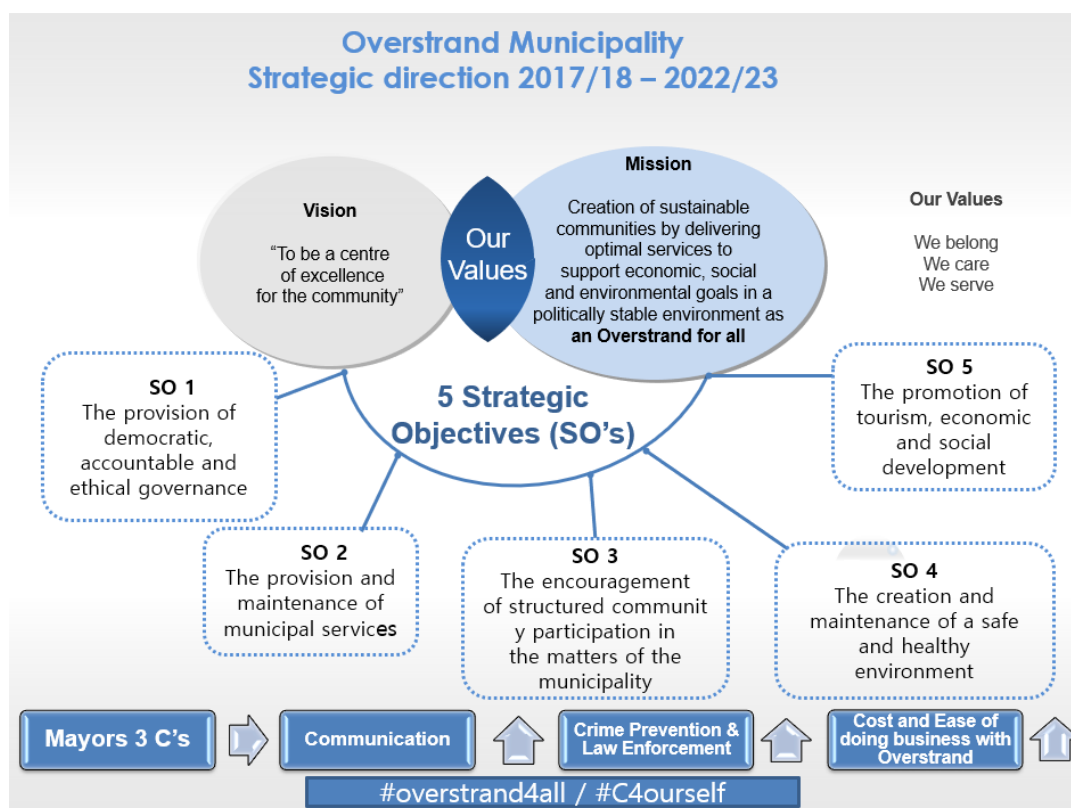 Overstrand Municipality
Strategic direction 2017/18 – 2022/23
Vision
“To be a centre
of excellence
for the community”
Our
Values
Mission
Creation of sustainable
communities by delivering
optimal services to
support economic, social
and environmental goals in a
politically stable environment as
an Overstrand for all
Our Values
We belong
We care
We serve
5 Strategic
Objectives (SO’s)
SO 1
The provision of
democratic,
accountable and
ethical governance
SO 2
The provision and
maintenance of
municipal services
SO 3
The encouragement
of structured communit
y participation in
the matters of the
municipality
SO 4
The creation and
maintenance of a safe
and healthy
environment
SO 5
The promotion of
tourism, economic
and social
development
Mayors 3 C’s
Communication
Crime Prevention &
Law Enforcement
Cost and Ease of
doing business with
Overstrand
#overstrand4all / #C4ourself